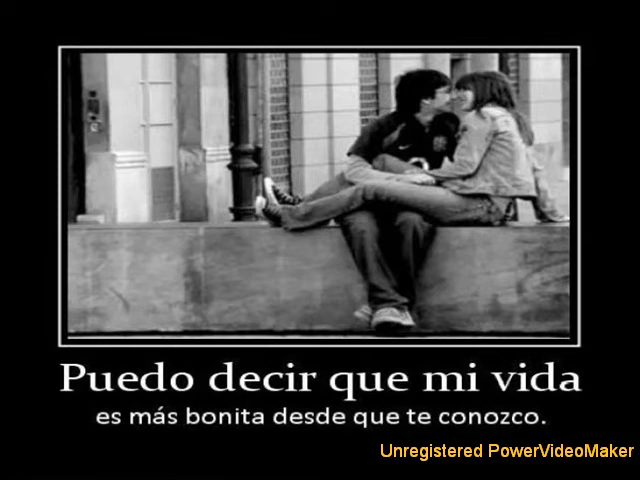 Puedo decir que mi vida
es más bonita desde que te conozco.
Unregistered PowerVideoMaker